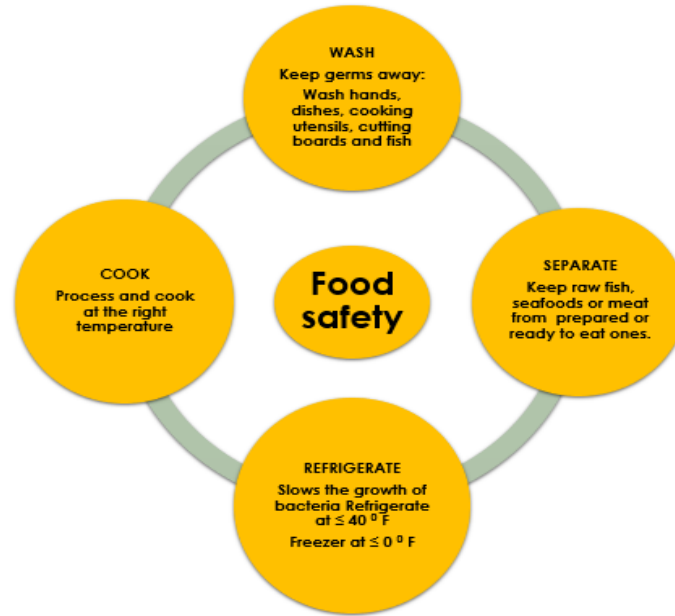 WASH
Keep germs away:
Wash hands,
dishes, cooking
utensils, cutting
boards and fish
COOK
Process and cook
at the right
temperature
Food
safety
SEPARATE
Keep raw fish,
seafoods or meat
from prepared or
ready to eat ones.
REFRIGERATE
Slows the growth of
bacteria Refrigerate
at ≤ 40 ⁰ F
Freezer at ≤ 0 ⁰ F